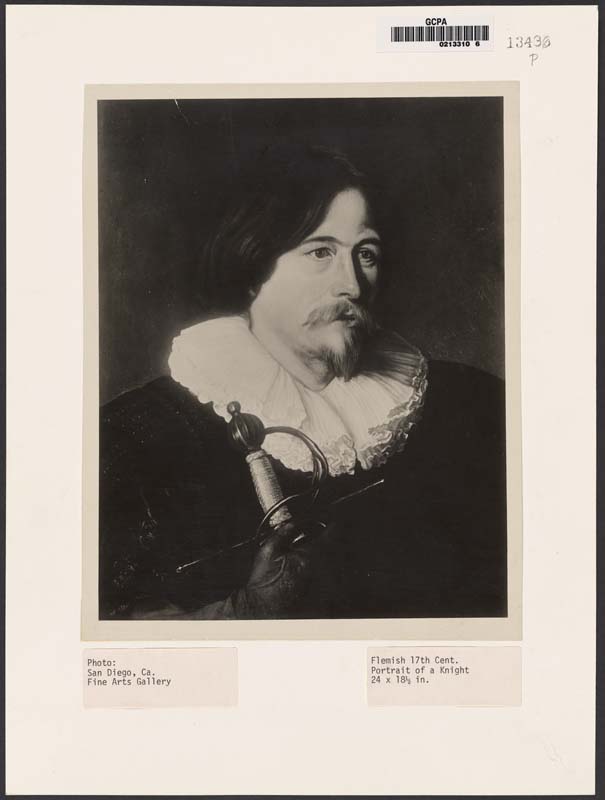 GCPA
0213310 6
13436
P
Photo:
San Diego, Ca.
Fine Arts Gallery
Flemish 17th Cent.
Portrait of a Knight
24 x 18½ in.